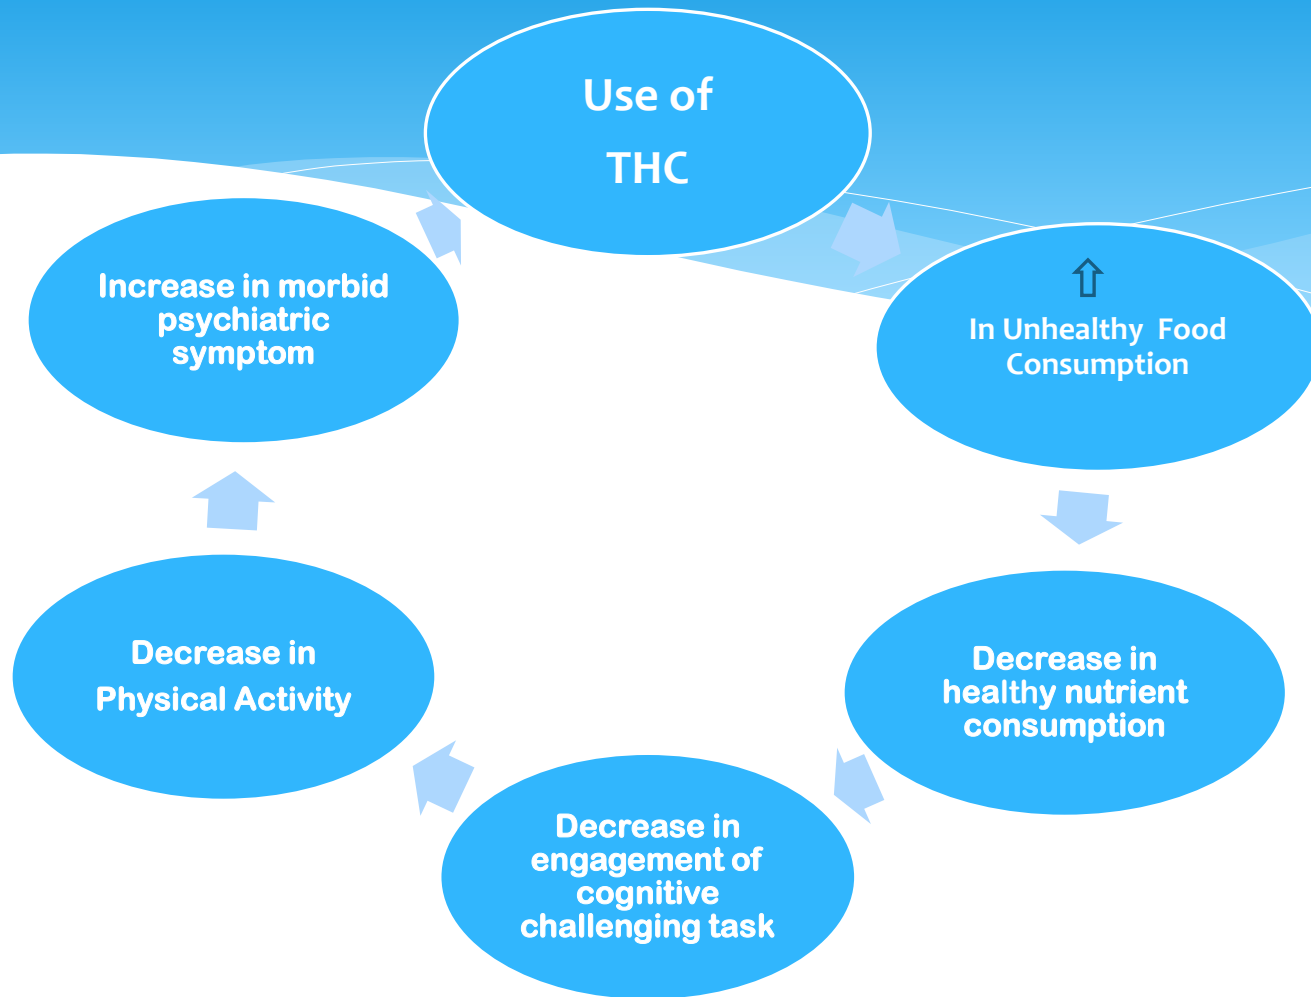 Use of
THC
⇧
In Unhealthy  Food
Consumption
Decrease in
healthy nutrient
consumption
Decrease in
engagement of
cognitive
challenging task
Decrease in
Physical Activity
Increase in morbid
psychiatric
symptom